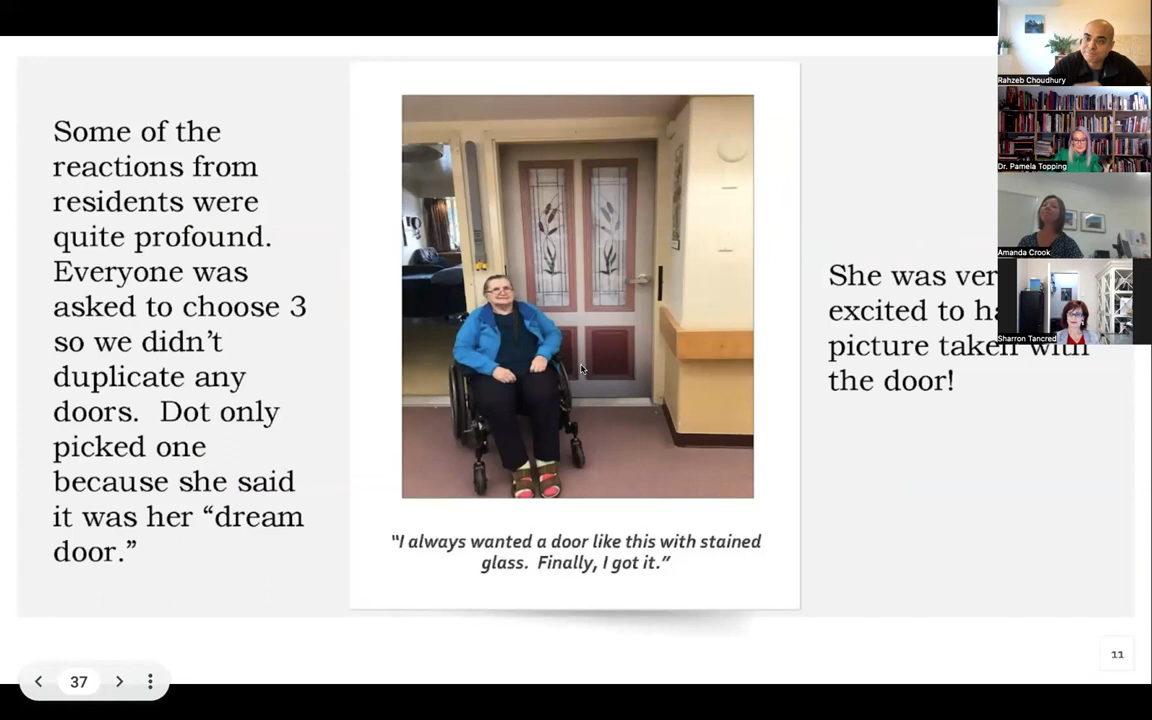 Some of the
reactions from
residents were
quite profound.
Everyone was
asked to choose 3
so we didn’t
duplicate any
doors.  Dot only
picked one
because she said
it was her “dream
door.”
“I always wanted a door like this with stained
glass.  Finally, I got it.”
She was ver
excited to h
picture taken with
the door!
Rahzeb Choudhury
Dr. Pamela Topping
Amanda Crook
Sharron Tancred
11
37